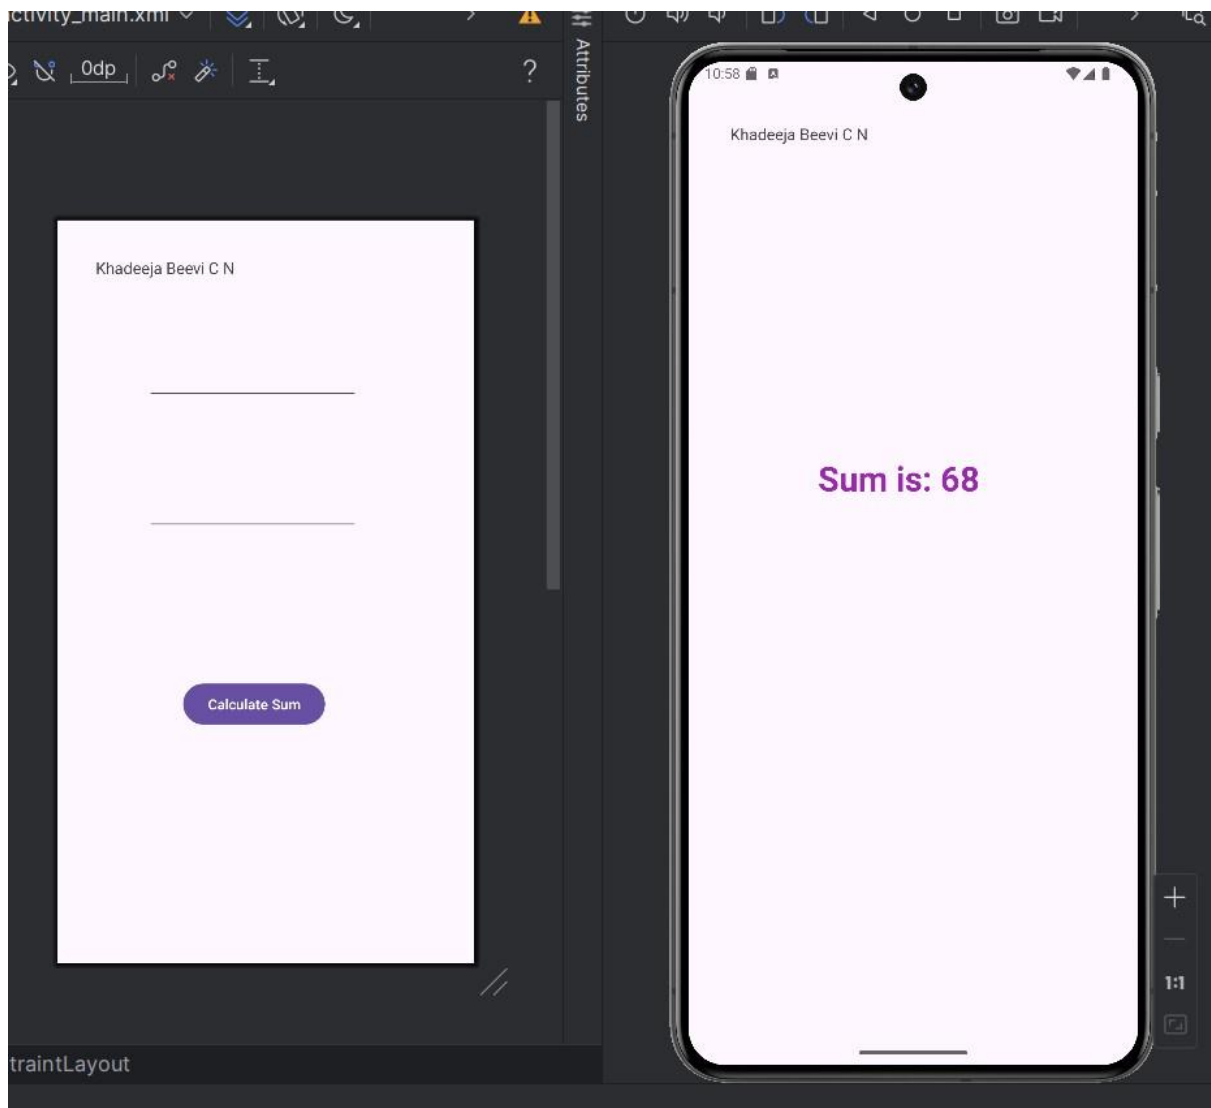 activity_main.xml
0dp
?
Attributes
Khadeeja Beevi C N
Calculate Sum
traintLayout
10:58
Khadeeja Beevi C N
Sum is: 68
1:1